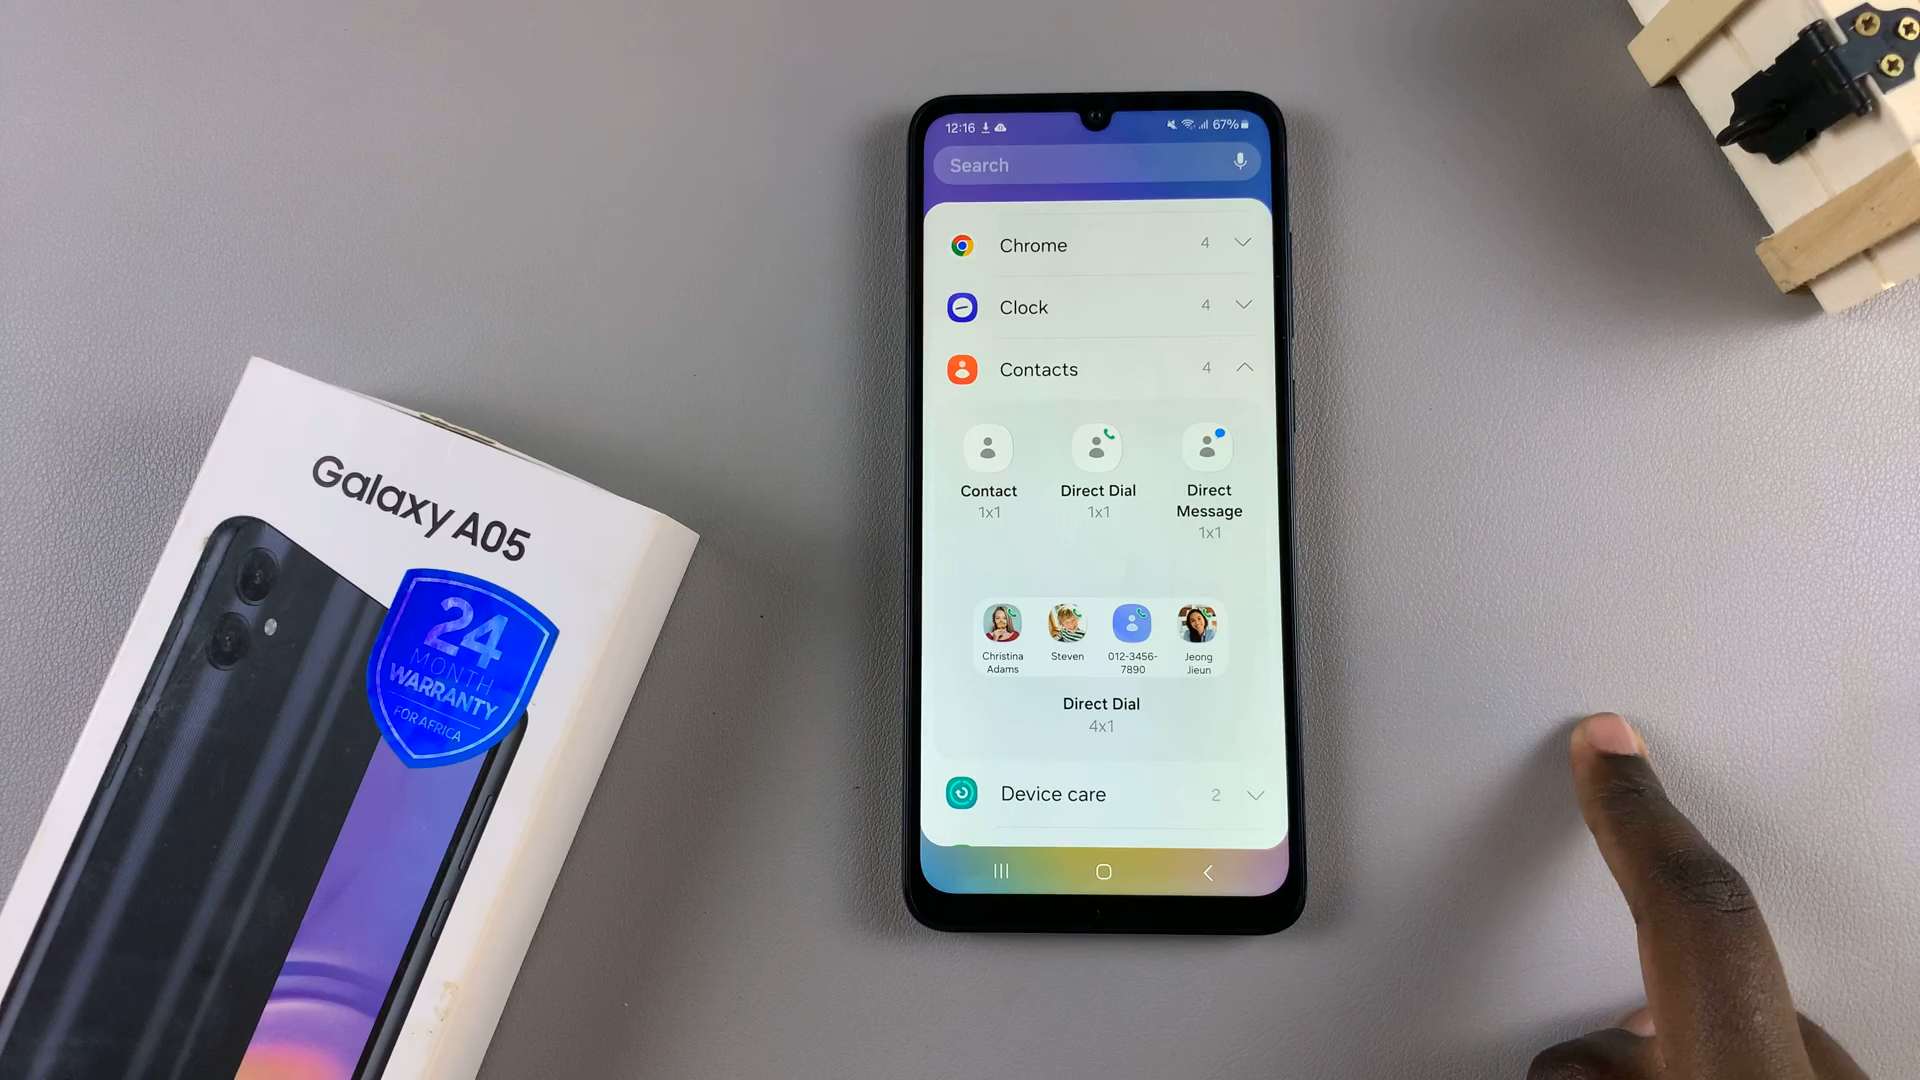 12:16
67%
Search
Chrome 4
Clock 4
Contacts 4
Contact
1x1
Direct Dial
1x1
Direct
Message
1x1
Christina
Adams
Steven
012-3456-
7890
Jeong
Jieun
Direct Dial
4x1
Device care 2
Galaxy A05
24
MONTH
WARRANTY
FOR AFRICA